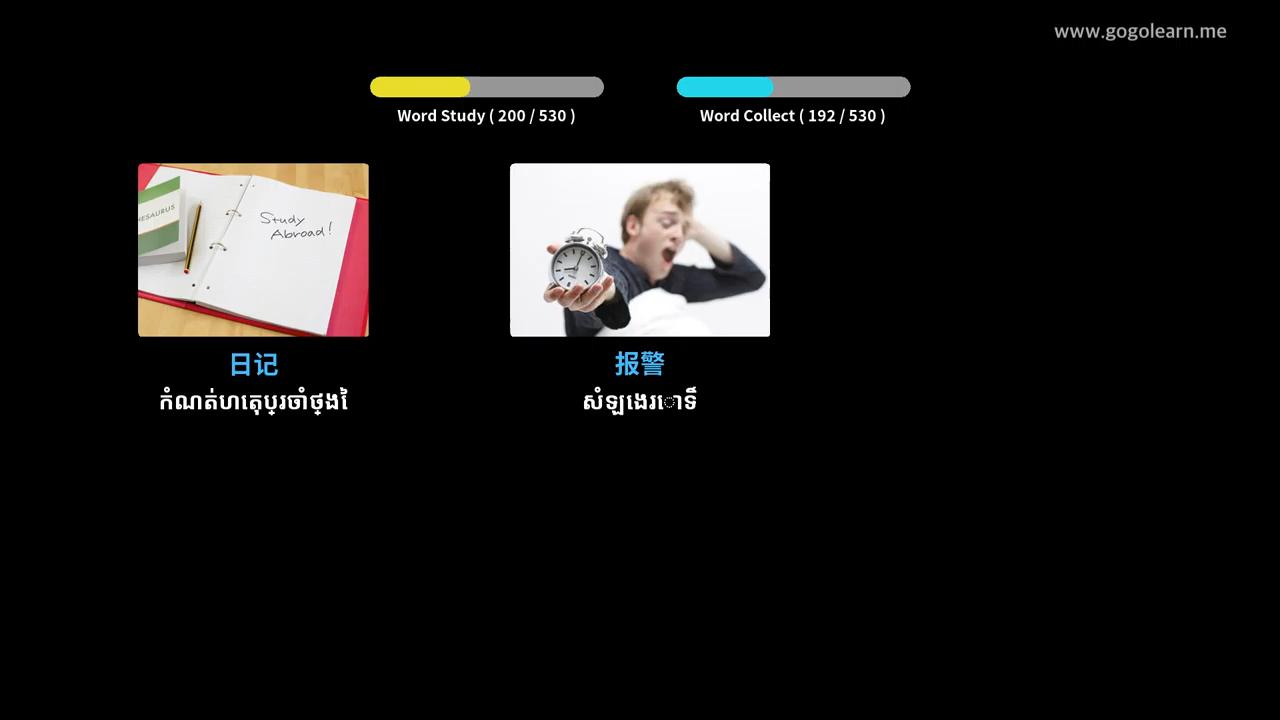 www.gogolearn.me
Word Study ( 200 / 530 )
Word Collect ( 192 / 530 )
THESAURUS
Study
Abroad!
日记
报警
កំណត់ហតេុប្រចាំថ្ងៃ
សំឡេងរោទិ៍